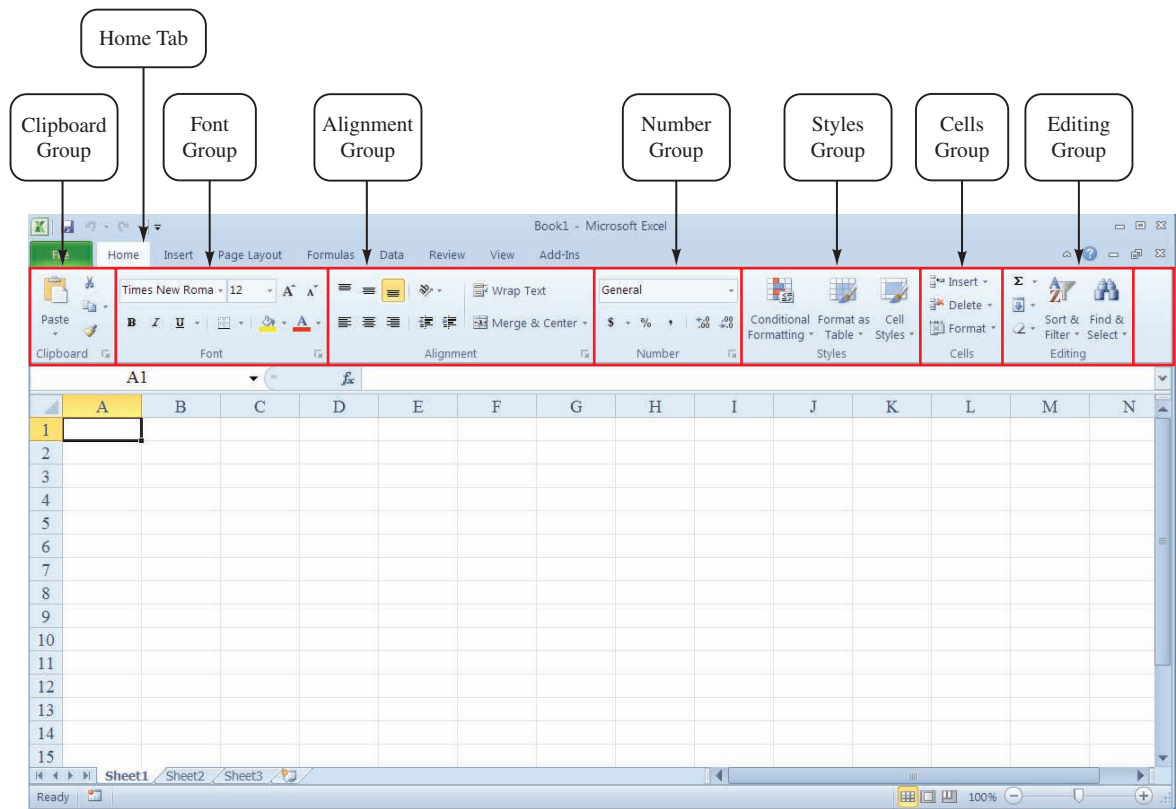 Home Tab
Clipboard
Group
Font
Group
Alignment
Group
Number
Group
Styles
Group
Cells
Group
Editing
Group
Book1 - Microsoft Excel
Home Insert Page Layout Formulas Data Review View Add-Ins
Times New Roma 12 Wrap Text General Insert
Paste B I U Merge & Center $ % , Conditional Formatting Format as Table Cell Styles Delete Format Σ Sort & Filter Find & Select
Clipboard Font Alignment Number Styles Cells Editing
A1 fx
A B C D E F G H I J K L M N
1
2
3
4
5
6
7
8
9
10
11
12
13
14
15
Sheet1 Sheet2 Sheet3
Ready 100%